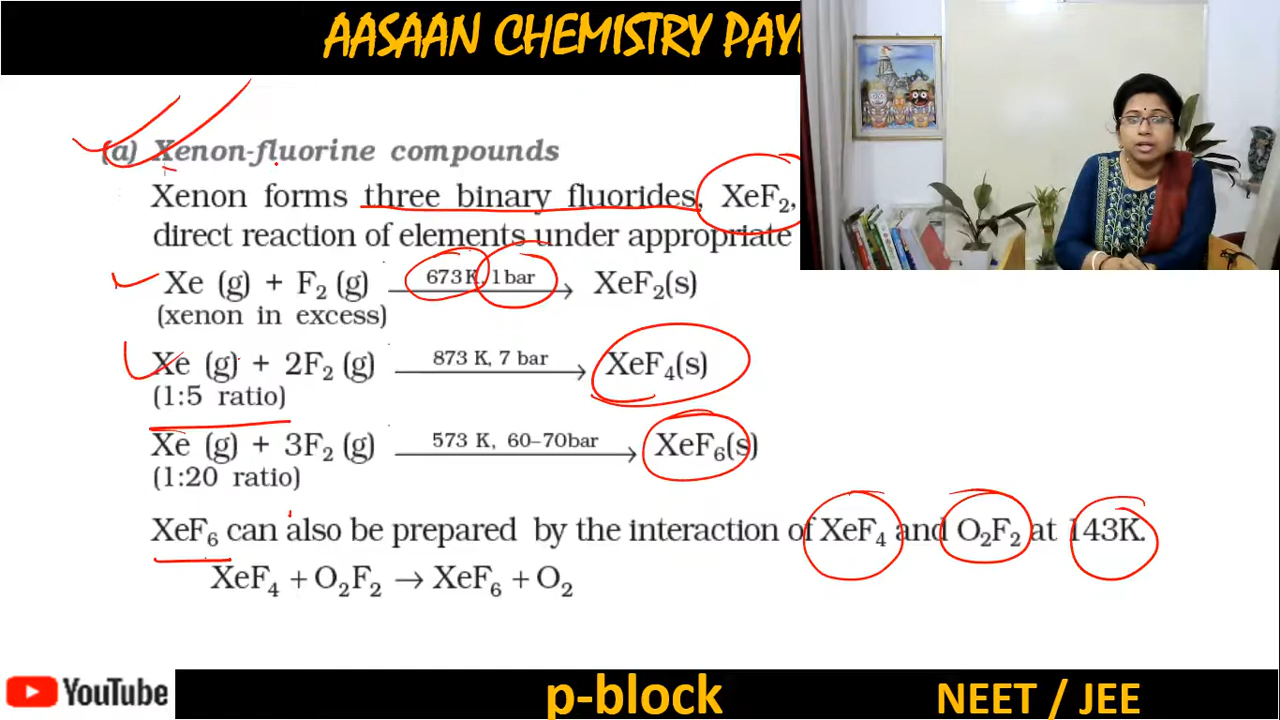 AASAAN CHEMISTRY PAY
(a) Xenon-fluorine compounds
Xenon forms three binary fluorides, XeF₂,
direct reaction of elements under appropriate
Xe (g) + F₂ (g) 673 K, 1 bar → XeF₂(s)
(xenon in excess)
Xe (g) + 2F₂ (g) 873 K, 7 bar → XeF₄(s)
(1:5 ratio)
Xe (g) + 3F₂ (g) 573 K, 60–70bar → XeF₆(s)
(1:20 ratio)
XeF₆ can also be prepared by the interaction of XeF₄ and O₂F₂ at 143K.
XeF₄ + O₂F₂ → XeF₆ + O₂
YouTube p-block NEET / JEE